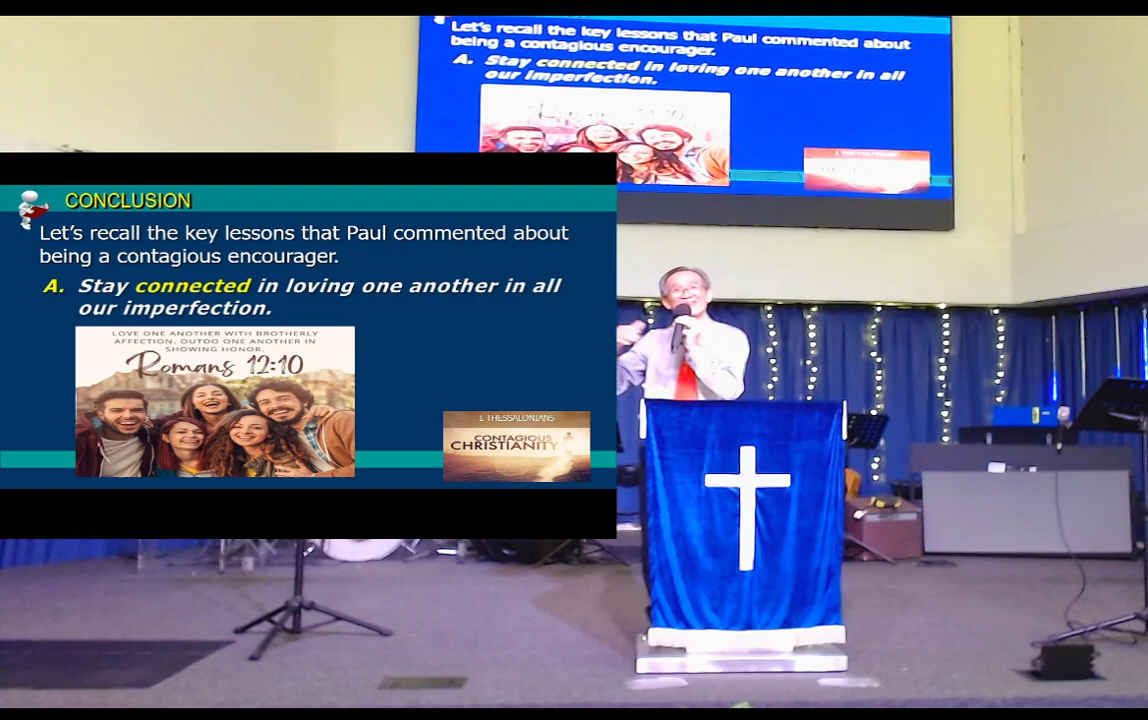 Let's recall the key lessons that Paul commented about
being a contagious encourager.
A. Stay connected in loving one another in all
our imperfection.
CONCLUSION
Let's recall the key lessons that Paul commented about
being a contagious encourager.
A. Stay connected in loving one another in all
our imperfection.
LOVE ONE ANOTHER WITH BROTHERLY
AFFECTION. OUTDO ONE ANOTHER IN
SHOWING HONOR.
Romans 12:10
1 THESSALONIANS
CONTAGIOUS
CHRISTIANITY